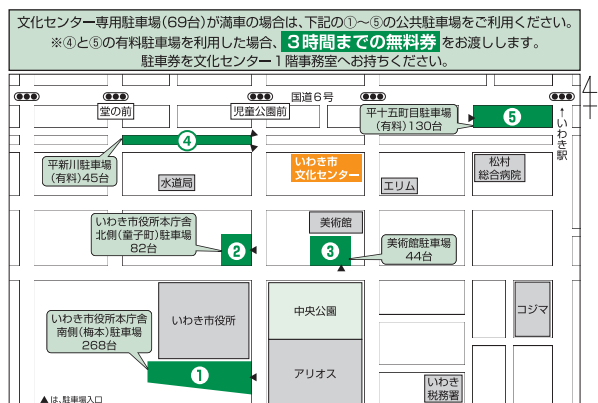 文化センター専用駐車場(69台)が満車の場合は、下記の①〜⑤の公共駐車場をご利用ください。
※④と⑤の有料駐車場を利用した場合、3時間までの無料券をお渡しします。
駐車券を文化センター1階事務室へお持ちください。
国道6号
堂の前
児童公園前
平十五町目駐車場
(有料)130台
⑤
↑いわき駅
④
平新川駐車場
(有料)45台
水道局
いわき市
文化センター
エリム
松村
総合病院
いわき市役所本庁舎
北側(童子町)駐車場
82台
②
美術館
③
美術館駐車場
44台
いわき市役所本庁舎
南側(梅本)駐車場
268台
いわき市役所
中央公園
コジマ
①
アリオス
いわき
税務署
▲は、駐車場入口